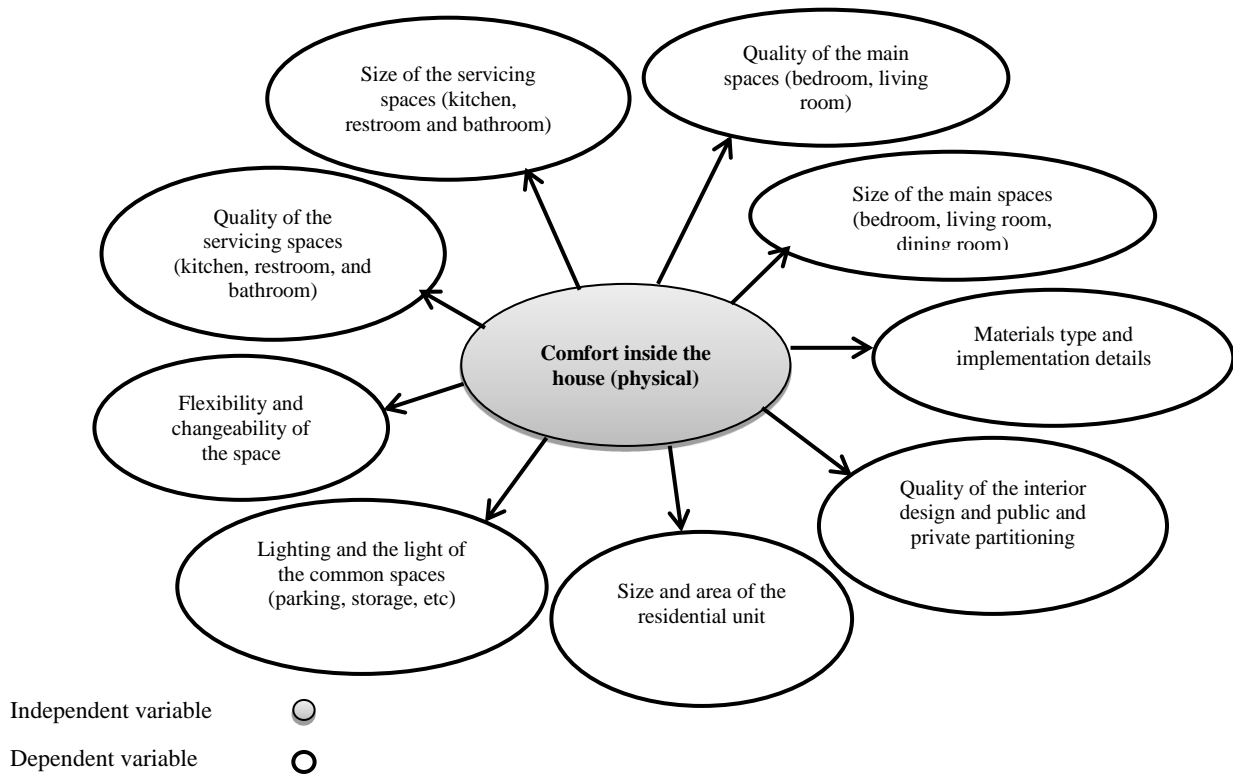 Size of the servicing
spaces (kitchen,
restroom and bathroom)
Quality of the main
spaces (bedroom, living
room)
Quality of the
servicing spaces
(kitchen, restroom, and
bathroom)
Size of the main spaces
(bedroom, living room,
dining room)
Comfort inside the
house (physical)
Materials type and
implementation details
Flexibility and
changeability of
the space
Quality of the interior
design and public and
private partitioning
Lighting and the light of
the common spaces
(parking, storage, etc)
Size and area of the
residential unit
Independent variable
Dependent variable